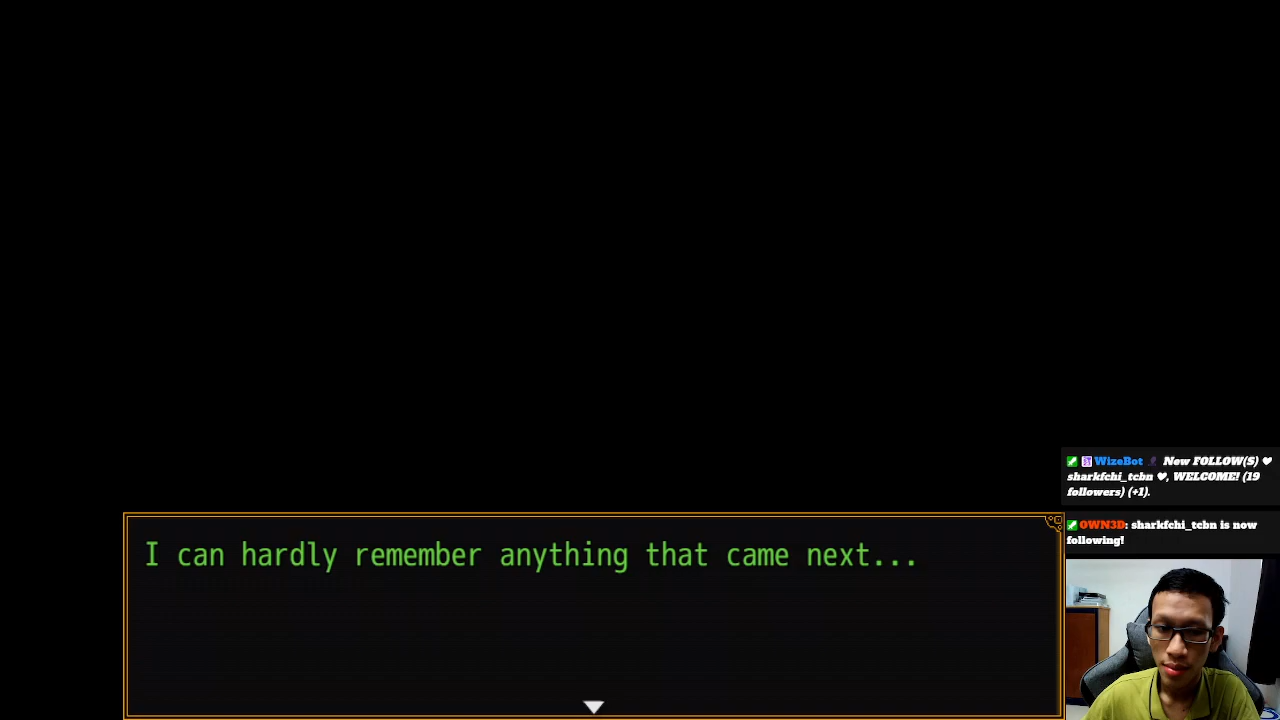 WizeBot New FOLLOW(S) ♥
sharkfchi_tcbn ♥, WELCOME! (19
followers) (+1).
OWN3D: sharkfchi_tcbn is now
following!
I can hardly remember anything that came next...